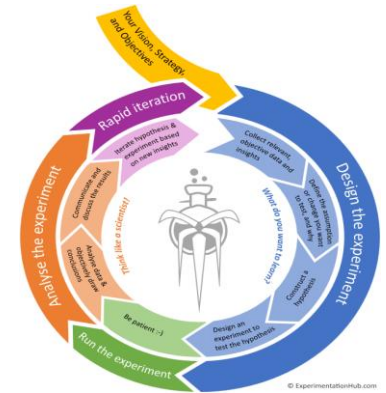 Your Vision, Strategy,
and Objectives
Design the experiment
Collect relevant,
objective data and
insights
Define the assumption
or change you want
to test, and why
Construct a
hypothesis
Design an
experiment to
test the hypothesis
What do you want to learn?
Run the experiment
Be patient :-)
Analyse the experiment
Analyse data &
objectively draw
conclusions
Communicate and
discuss the results
Think like a scientist!
Rapid iteration
Iterate hypothesis &
experiment based
on new insights
© ExperimentationHub.com